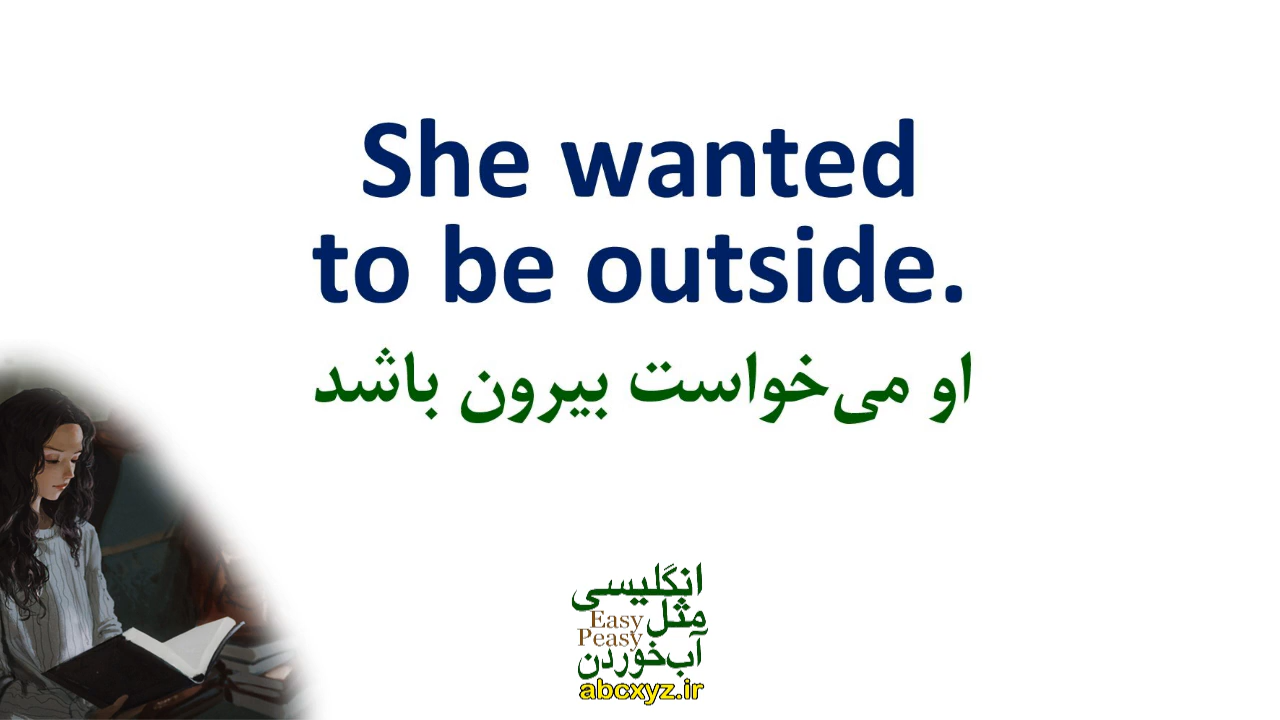 She wanted
to be outside.
او می‌خواست بیرون باشد
انگلیسی
مثل
Easy
Peasy
آب‌خوردن
abcxyz.ir